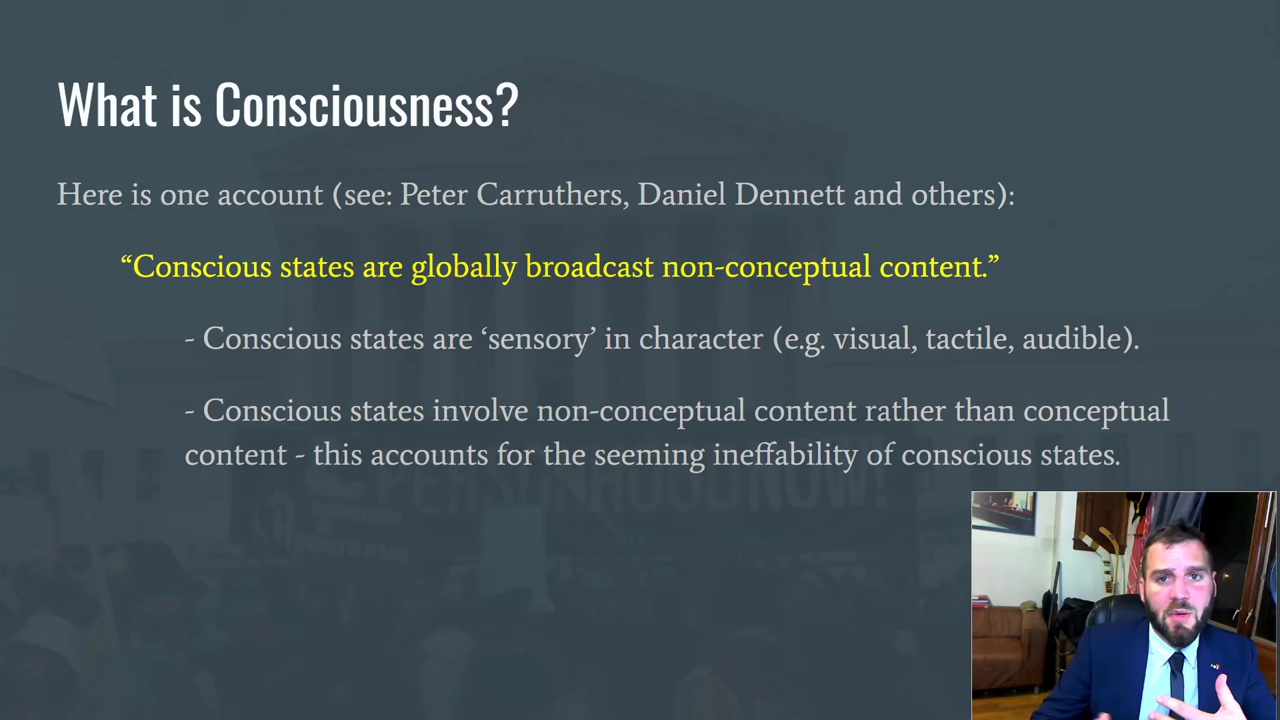 What is Consciousness?
Here is one account (see: Peter Carruthers, Daniel Dennett and others):
“Conscious states are globally broadcast non-conceptual content.”
- Conscious states are ‘sensory’ in character (e.g. visual, tactile, audible).
- Conscious states involve non-conceptual content rather than conceptual
content - this accounts for the seeming ineffability of conscious states.
PERSONHOOD NOW!